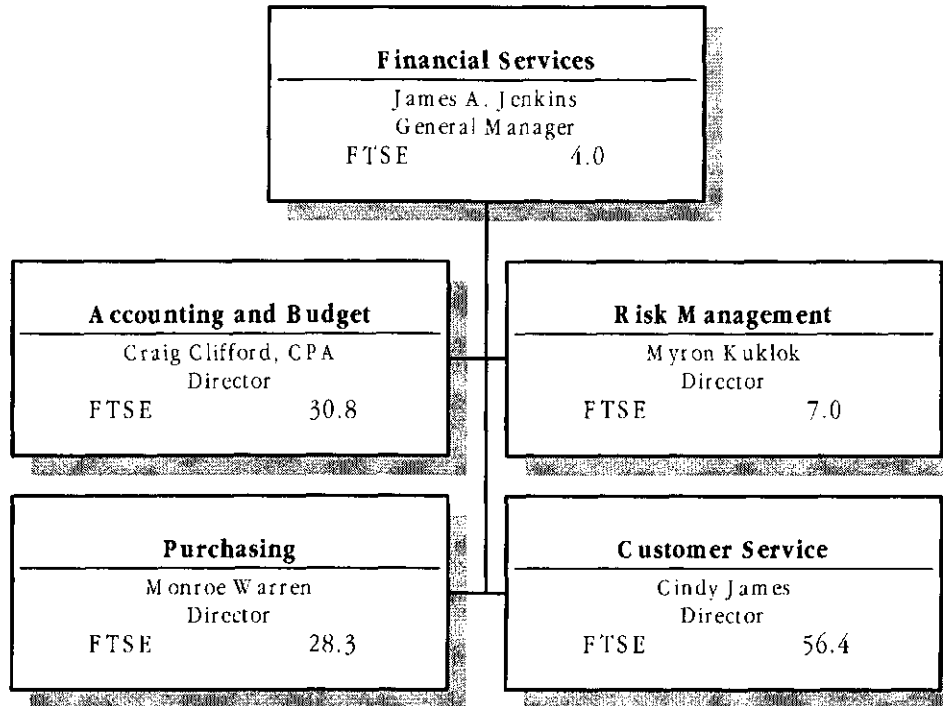 Financial Services
James A. Jenkins
General Manager
FTSE 4.0
Accounting and Budget
Craig Clifford, CPA
Director
FTSE 30.8
Risk Management
Myron Kuklok
Director
FTSE 7.0
Purchasing
Monroe Warren
Director
FTSE 28.3
Customer Service
Cindy James
Director
FTSE 56.4